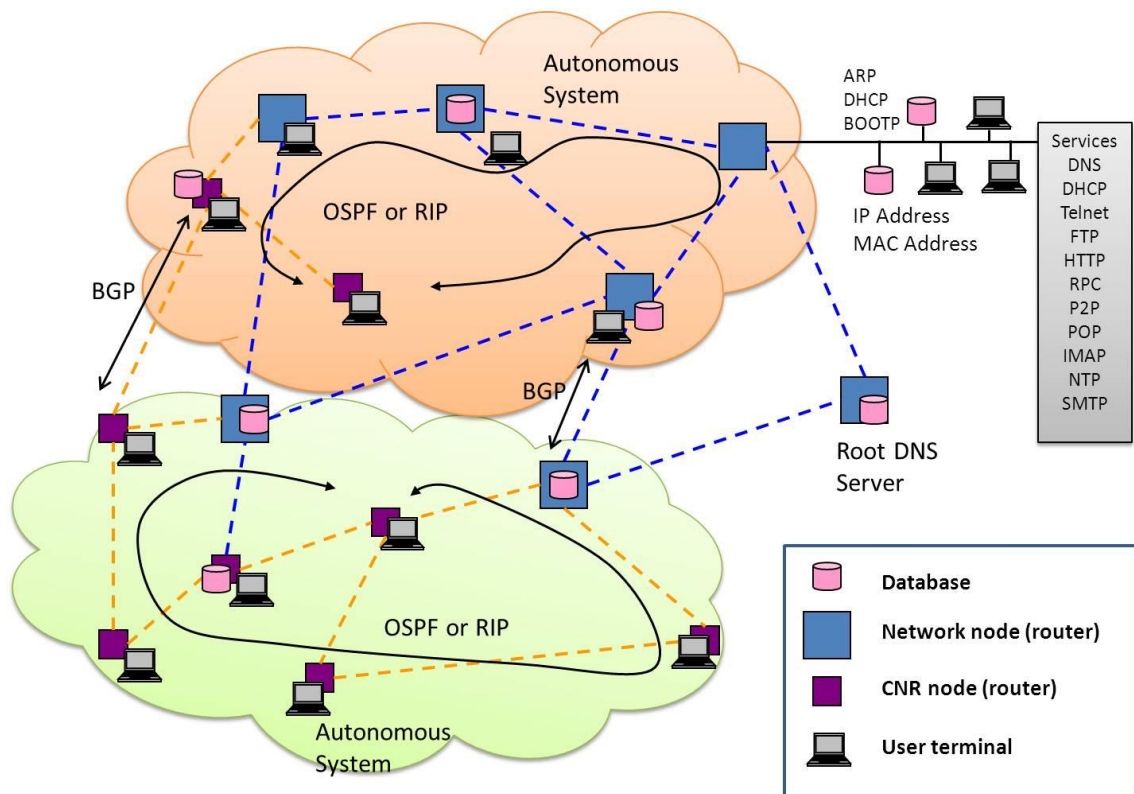 Autonomous
System
ARP
DHCP
BOOTP
IP Address
MAC Address
Services
DNS
DHCP
Telnet
FTP
HTTP
RPC
P2P
POP
IMAP
NTP
SMTP
OSPF or RIP
BGP
BGP
Root DNS
Server
OSPF or RIP
Autonomous
System
Database
Network node (router)
CNR node (router)
User terminal